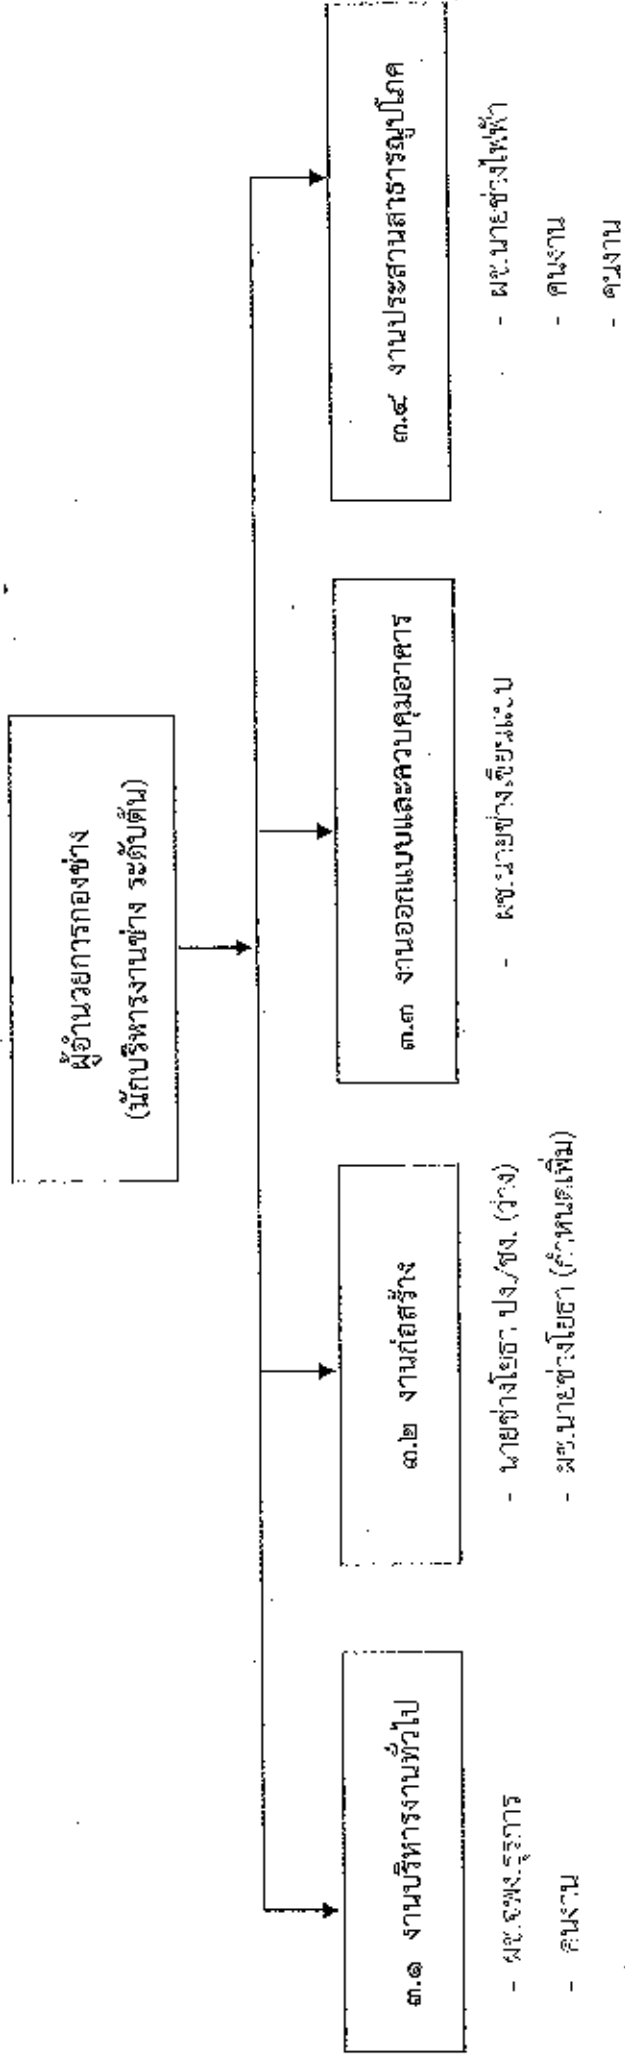 ผู้อำนวยการกองช่าง
(นักบริหารงานช่าง ระดับต้น)
๓.๑ งานบริหารงานทั่วไป
- ผช.จพง.ธุรการ
- คนงาน
๓.๒ งานก่อสร้าง
- นายช่างโยธา ปง./ชง. (ว่าง)
- ผช.นายช่างโยธา (กำหนดเพิ่ม)
๓.๓ งานออกแบบและควบคุมอาคาร
- ผช.นายช่างเขียนแบบ
๓.๔ งานประสานสาธารณูปโภค
- ผช.นายช่างไฟฟ้า
- คนงาน
- คนงาน